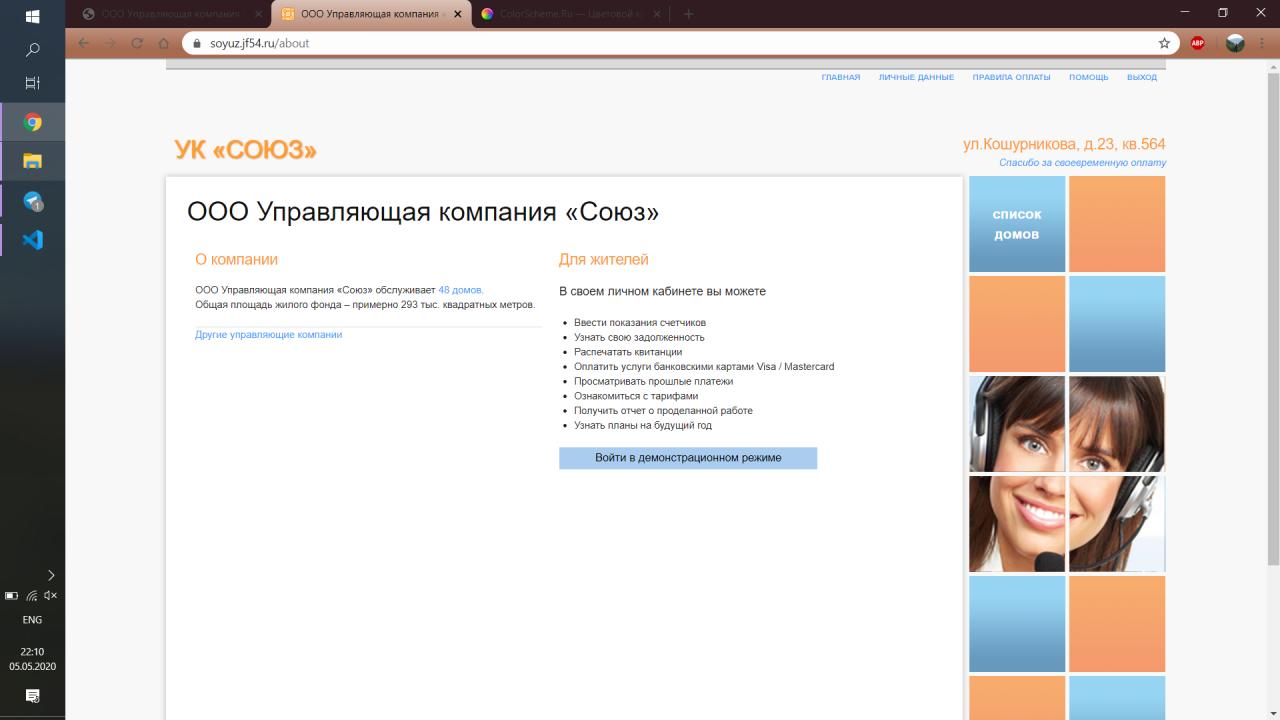 ООО Управляющая компания
ООО Управляющая компания «
ColorScheme.Ru — Цветовой к
soyuz.jf54.ru/about
ABP
ГЛАВНАЯ ЛИЧНЫЕ ДАННЫЕ ПРАВИЛА ОПЛАТЫ ПОМОЩЬ ВЫХОД
УК «СОЮЗ»
ул.Кошурникова, д.23, кв.564
Спасибо за своевременную оплату
ООО Управляющая компания «Союз»
СПИСОК
ДОМОВ
О компании
ООО Управляющая компания «Союз» обслуживает 48 домов.
Общая площадь жилого фонда – примерно 293 тыс. квадратных метров.
Другие управляющие компании
Для жителей
В своем личном кабинете вы можете
Ввести показания счетчиков
Узнать свою задолженность
Распечатать квитанции
Оплатить услуги банковскими картами Visa / Mastercard
Просматривать прошлые платежи
Ознакомиться с тарифами
Получить отчет о проделанной работе
Узнать планы на будущий год
Войти в демонстрационном режиме
1
ENG
22:10
05.05.2020